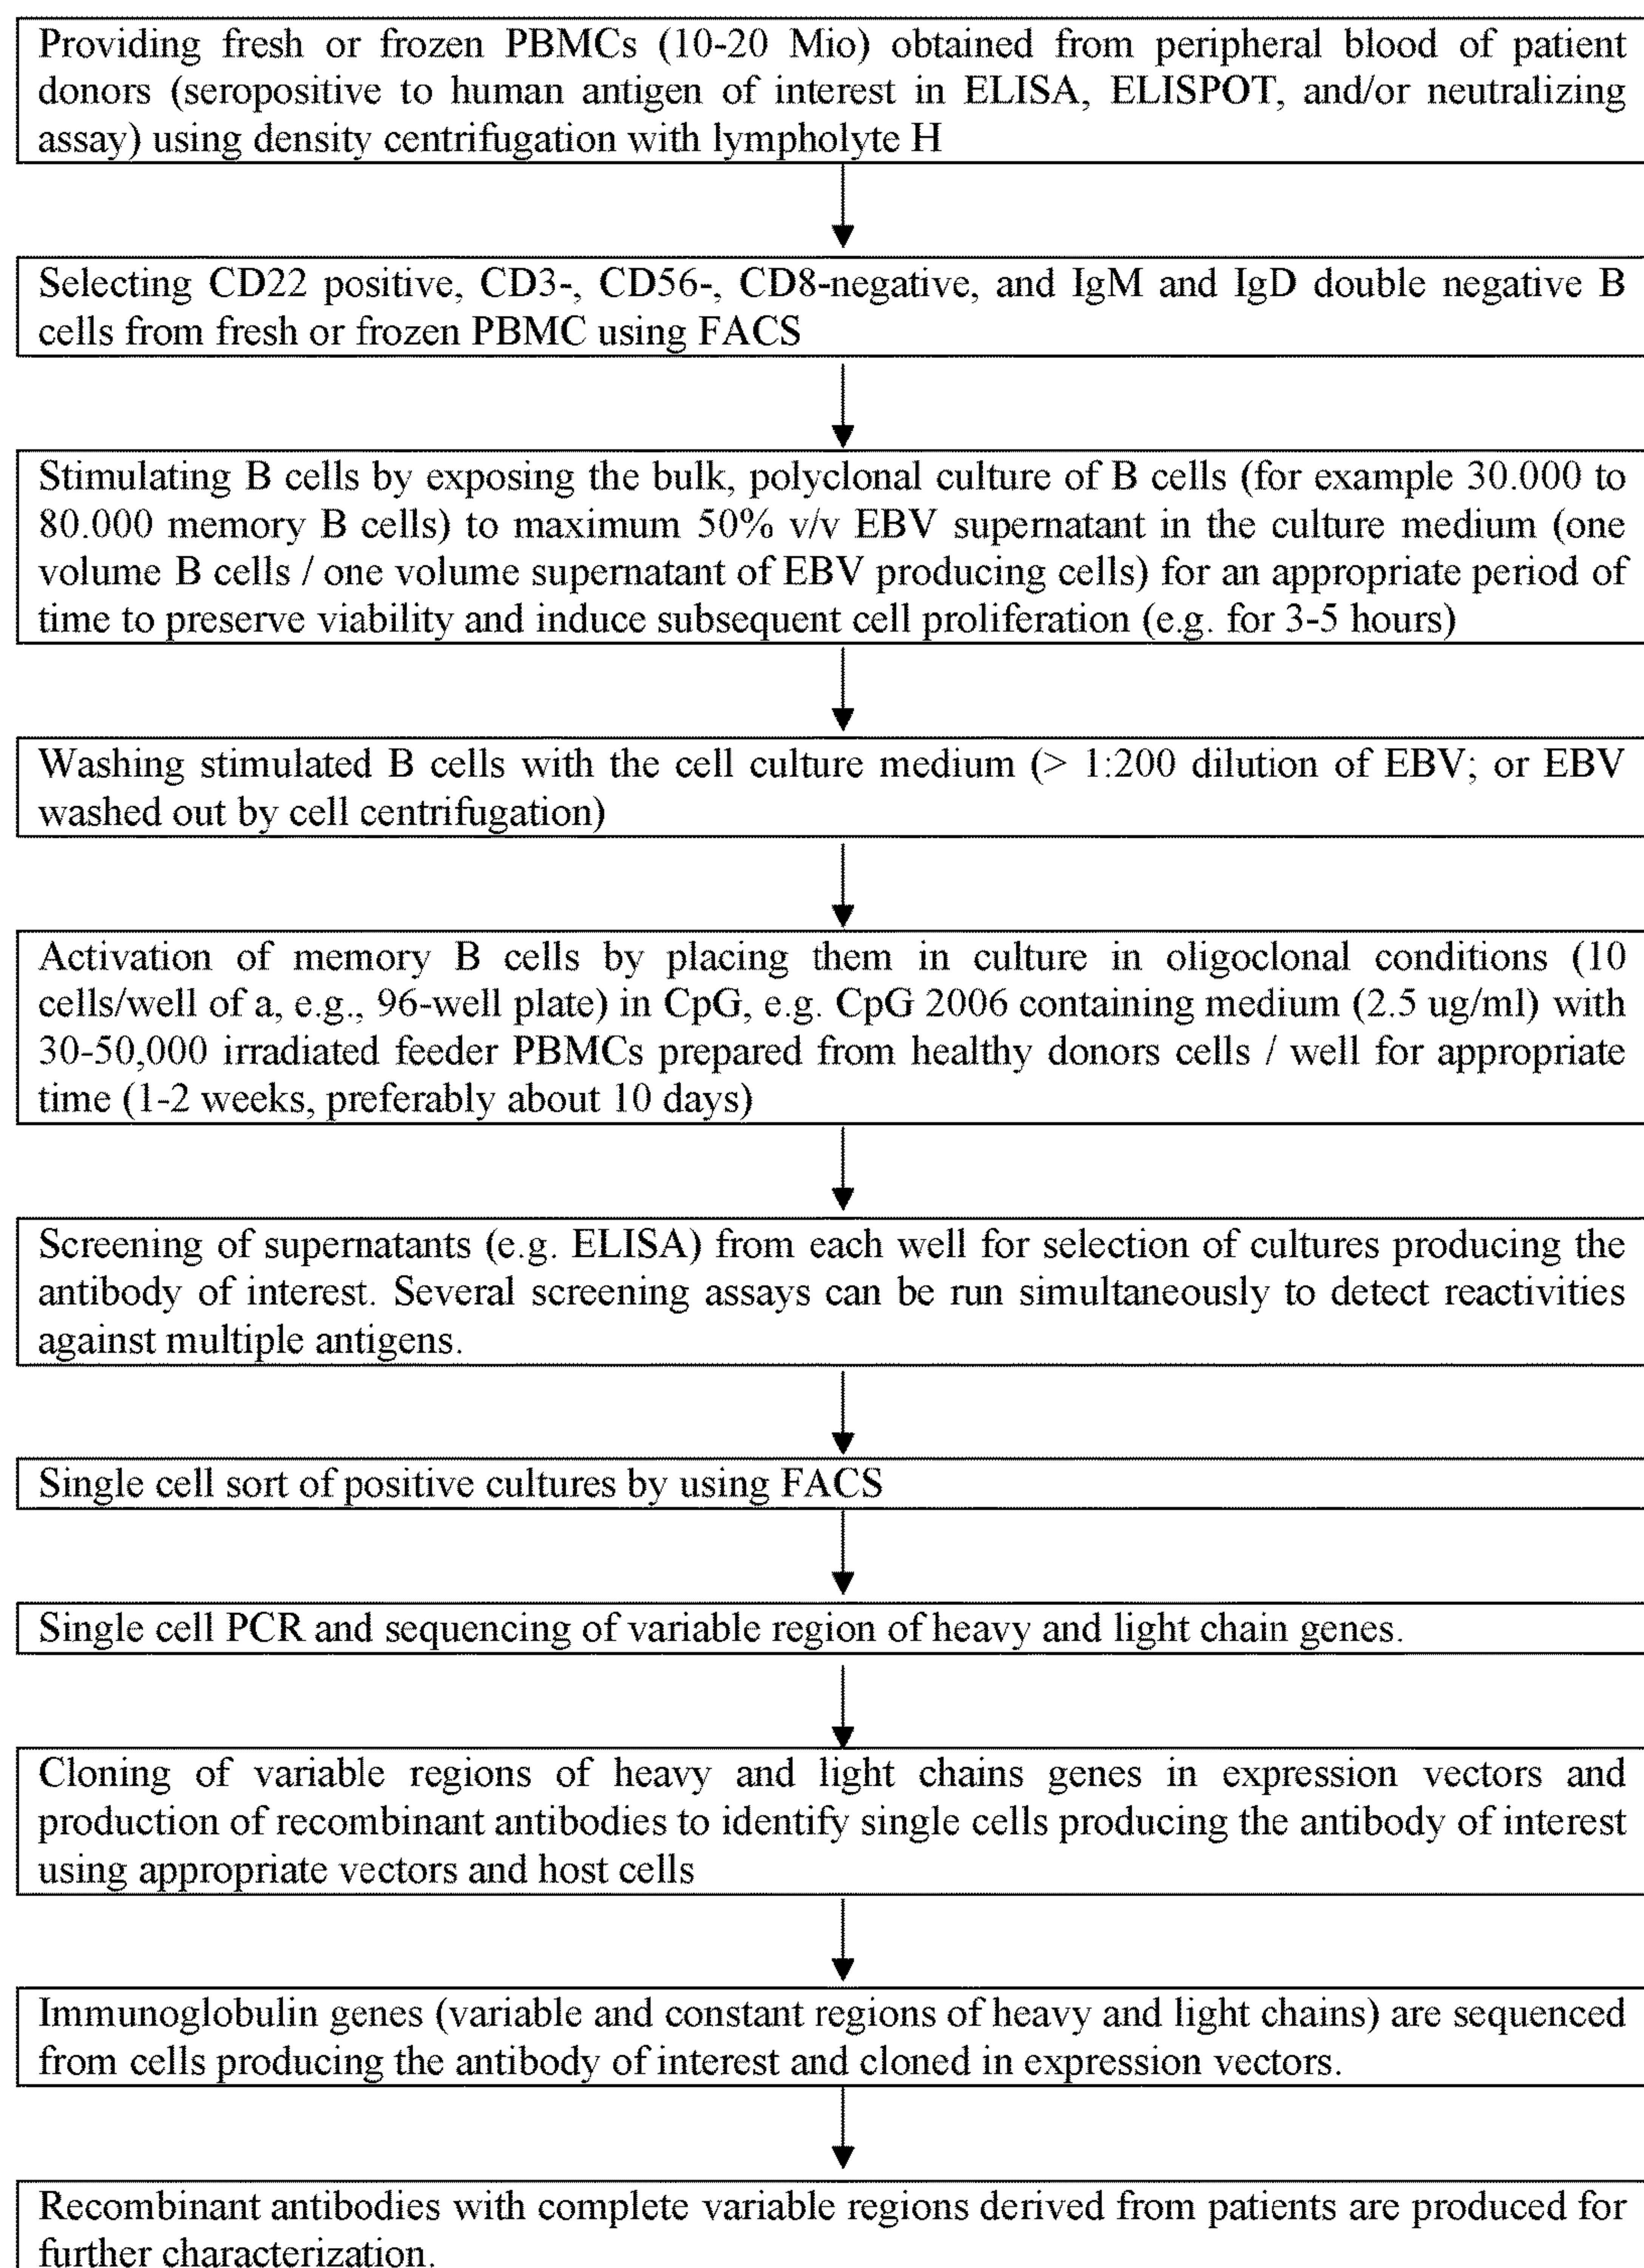 Providing fresh or frozen PBMCs (10-20 Mio) obtained from peripheral blood of patient
donors (seropositive to human antigen of interest in ELISA, ELISPOT, and/or neutralizing
assay) using density centrifugation with lympholyte H
Selecting CD22 positive, CD3-, CD56-, CD8-negative, and IgM and IgD double negative B
cells from fresh or frozen PBMC using FACS
Stimulating B cells by exposing the bulk, polyclonal culture of B cells (for example 30.000 to
80.000 memory B cells) to maximum 50% v/v EBV supernatant in the culture medium (one
volume B cells / one volume supernatant of EBV producing cells) for an appropriate period of
time to preserve viability and induce subsequent cell proliferation (e.g. for 3-5 hours)
Washing stimulated B cells with the cell culture medium (> 1:200 dilution of EBV; or EBV
washed out by cell centrifugation)
Activation of memory B cells by placing them in culture in oligoclonal conditions (10
cells/well of a, e.g., 96-well plate) in CpG, e.g. CpG 2006 containing medium (2.5 ug/ml) with
30-50,000 irradiated feeder PBMCs prepared from healthy donors cells / well for appropriate
time (1-2 weeks, preferably about 10 days)
Screening of supernatants (e.g. ELISA) from each well for selection of cultures producing the
antibody of interest. Several screening assays can be run simultaneously to detect reactivities
against multiple antigens.
Single cell sort of positive cultures by using FACS
Single cell PCR and sequencing of variable region of heavy and light chain genes.
Cloning of variable regions of heavy and light chains genes in expression vectors and
production of recombinant antibodies to identify single cells producing the antibody of interest
using appropriate vectors and host cells
Immunoglobulin genes (variable and constant regions of heavy and light chains) are sequenced
from cells producing the antibody of interest and cloned in expression vectors.
Recombinant antibodies with complete variable regions derived from patients are produced for
further characterization.